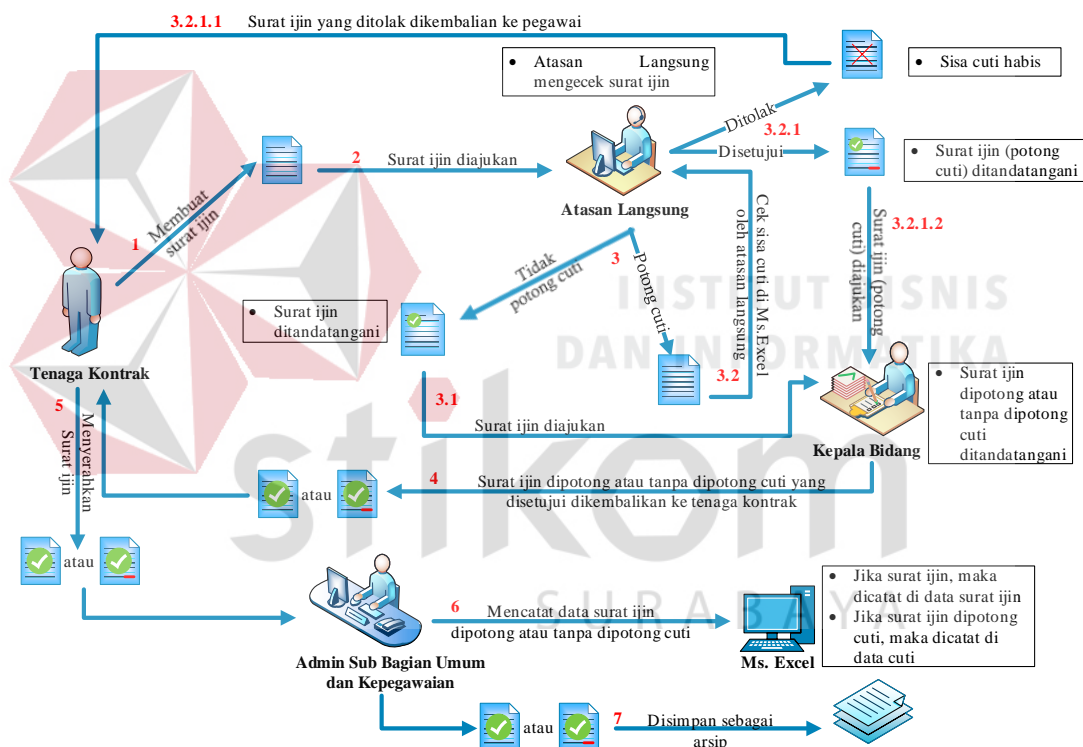 3.2.1.1 Surat ijin yang ditolak dikembalian ke pegawai
• Atasan Langsung
mengecek surat ijin
• Sisa cuti habis
Ditolak
3.2.1
Disetujui
• Surat ijin (potong
cuti) ditandatangani
2 Surat ijin diajukan
1 Membuat
surat ijin
Atasan Langsung
3
Tidak
potong cuti
Potong cuti
Cek sisa cuti di Ms.Excel
oleh atasan langsung
3.2
3.2.1.2
Surat ijin (potong
cuti) diajukan
INSTITUT BISNIS
DAN INFORMATIKA
• Surat ijin
ditandatangani
Tenaga Kontrak
3.1
Surat ijin diajukan
Kepala Bidang
• Surat ijin
dipotong atau
tanpa dipotong
cuti
ditandatangani
5
Menyerahkan
Surat ijin
stikom
SURABAYA
atau
4 Surat ijin dipotong atau tanpa dipotong cuti yang
disetujui dikembalikan ke tenaga kontrak
atau
6 Mencatat data surat ijin
dipotong atau tanpa dipotong cuti
Admin Sub Bagian Umum
dan Kepegawaian
Ms. Excel
• Jika surat ijin, maka
dicatat di data surat ijin
• Jika surat ijin dipotong
cuti, maka dicatat di
data cuti
atau
7 Disimpan sebagai
arsip